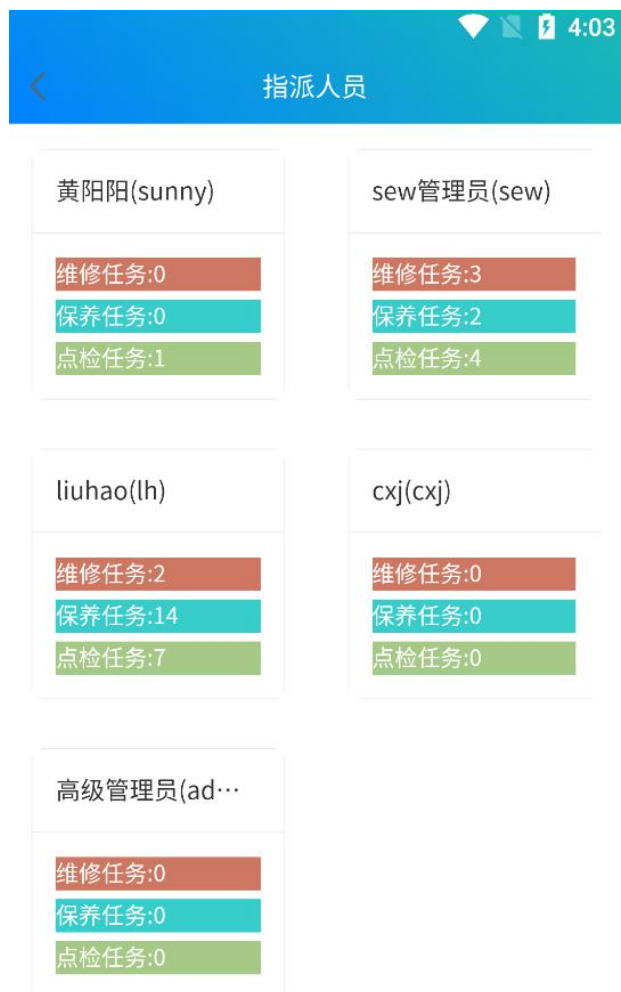 4:03
指派人员
黄阳阳(sunny)
维修任务:0
保养任务:0
点检任务:1
sew管理员(sew)
维修任务:3
保养任务:2
点检任务:4
liuhao(lh)
维修任务:2
保养任务:14
点检任务:7
cxj(cxj)
维修任务:0
保养任务:0
点检任务:0
高级管理员(ad…
维修任务:0
保养任务:0
点检任务:0